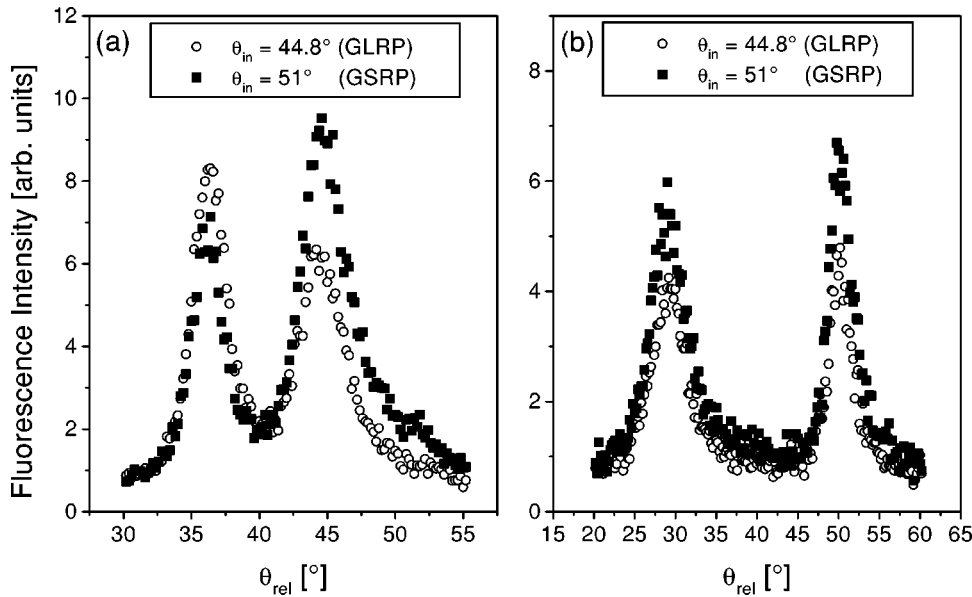 Fluorescence Intensity [arb. units]
(a)
θin = 44.8° (GLRP)
θin = 51° (GSRP)
12
10
8
6
4
2
0
30 35 40 45 50 55
θrel [°]
(b)
θin = 44.8° (GLRP)
θin = 51° (GSRP)
8
6
4
2
0
15 20 25 30 35 40 45 50 55 60 65
θrel [°]